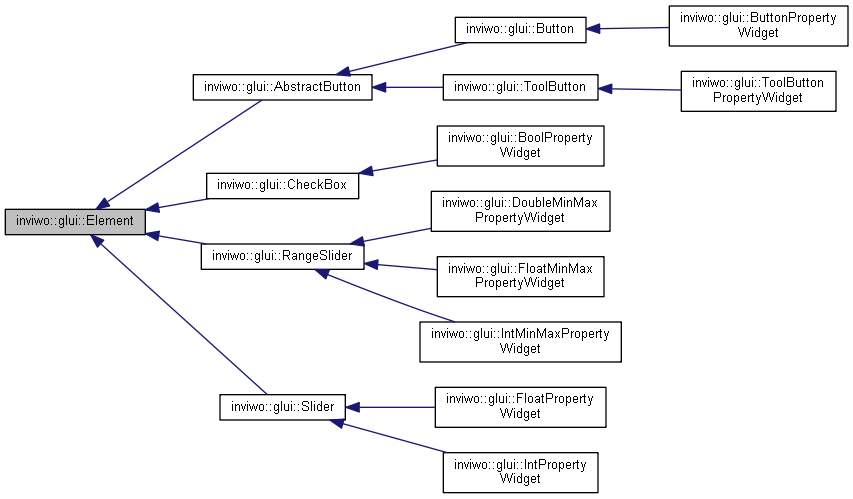 inviwo::glui::ButtonProperty
Widget
inviwo::glui::Button
inviwo::glui::AbstractButton
inviwo::glui::ToolButton
inviwo::glui::ToolButton
PropertyWidget
inviwo::glui::BoolProperty
Widget
inviwo::glui::CheckBox
inviwo::glui::Element
inviwo::glui::DoubleMinMax
PropertyWidget
inviwo::glui::RangeSlider
inviwo::glui::FloatMinMax
PropertyWidget
inviwo::glui::IntMinMaxProperty
Widget
inviwo::glui::Slider
inviwo::glui::FloatProperty
Widget
inviwo::glui::IntProperty
Widget